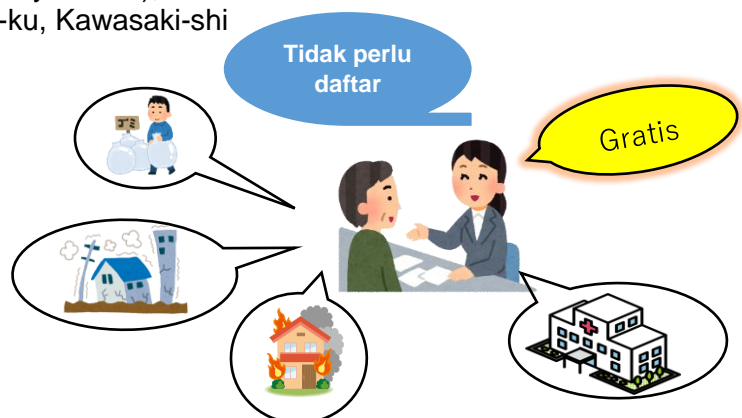 -ku, Kawasaki-shi
Tidak perlu
daftar
Gratis
ゴミ